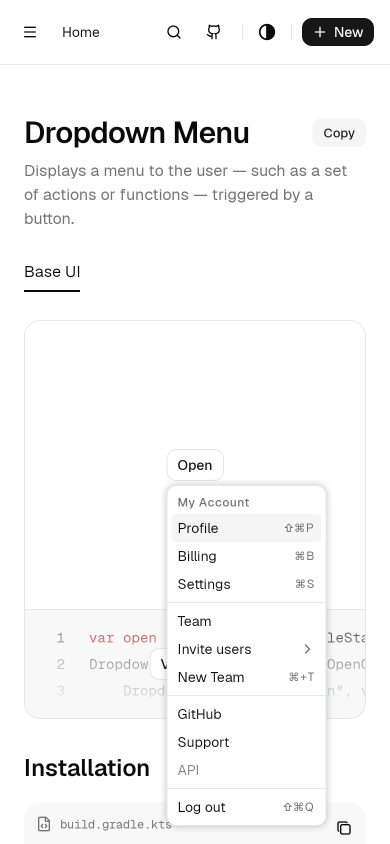 Home
New
Dropdown Menu
Copy
Displays a menu to the user — such as a set
of actions or functions — triggered by a
button.
Base UI
Open
My Account
Profile ⇧⌘P
Billing ⌘B
Settings ⌘S
Team
Invite users
New Team ⌘+T
GitHub
Support
API
Log out ⇧⌘Q
1 var open
2 Dropdow
3 Dropd
Installation
build.gradle.kts